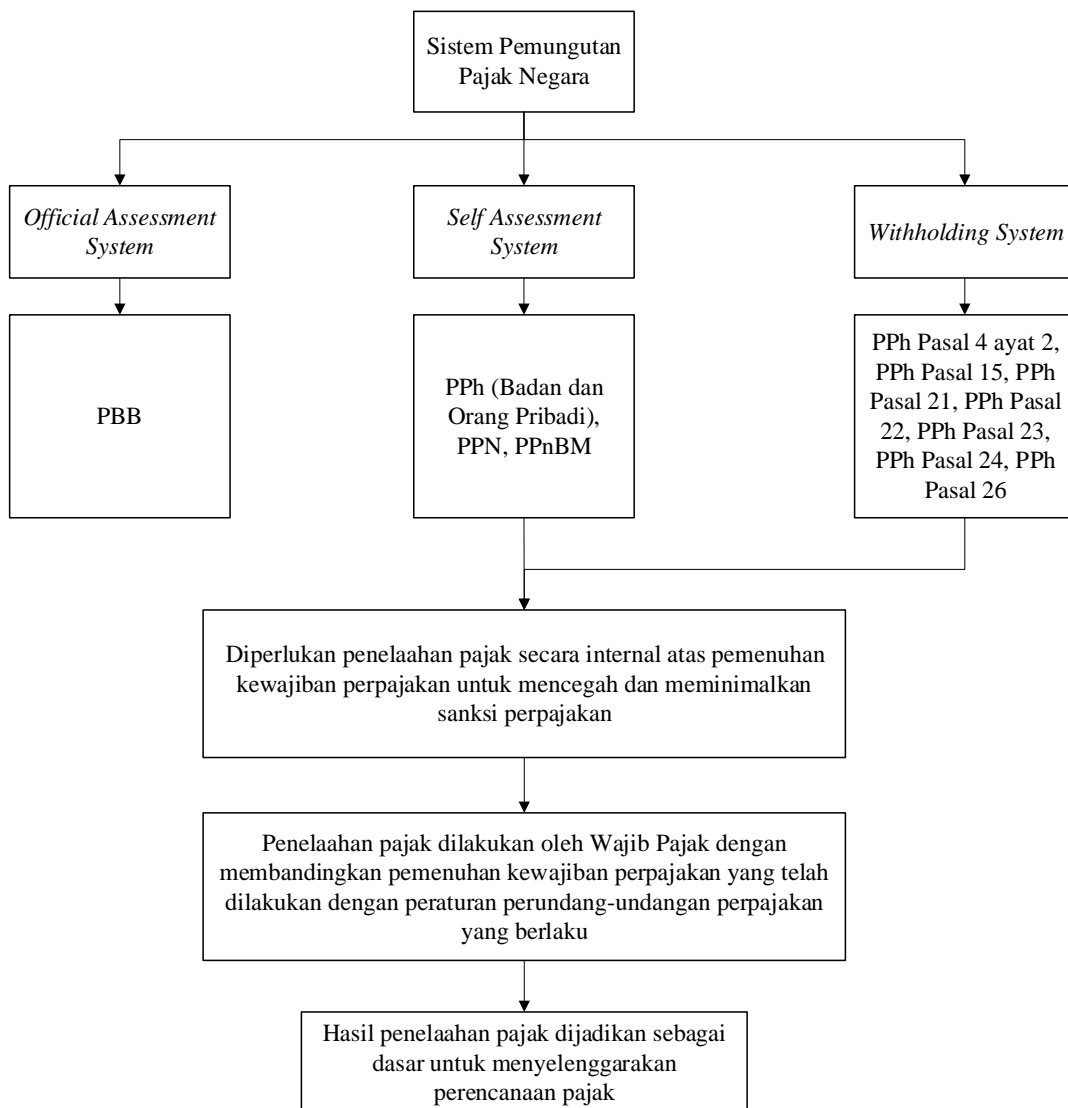 Sistem Pemungutan
Pajak Negara
Official Assessment
System
Self Assessment
System
Withholding System
PBB
PPh (Badan dan
Orang Pribadi),
PPN, PPnBM
PPh Pasal 4 ayat 2,
PPh Pasal 15, PPh
Pasal 21, PPh Pasal
22, PPh Pasal 23,
PPh Pasal 24, PPh
Pasal 26
Diperlukan penelaahan pajak secara internal atas pemenuhan
kewajiban perpajakan untuk mencegah dan meminimalkan
sanksi perpajakan
Penelaahan pajak dilakukan oleh Wajib Pajak dengan
membandingkan pemenuhan kewajiban perpajakan yang telah
dilakukan dengan peraturan perundang-undangan perpajakan
yang berlaku
Hasil penelaahan pajak dijadikan sebagai
dasar untuk menyelenggarakan
perencanaan pajak